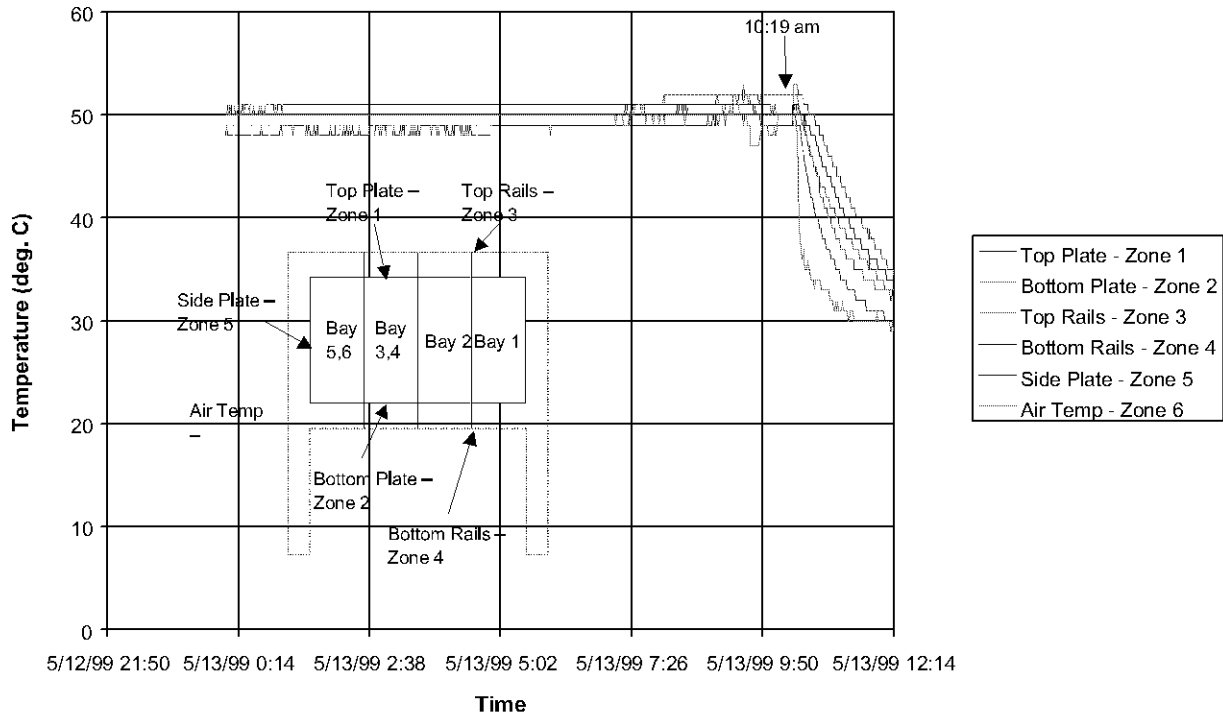 60
50
40
30
20
10
0
Temperature (deg. C)
10:19 am
Top Plate –
Zone 1
Top Rails –
Zone 3
Side Plate –
Zone 5
Bay
5,6
Bay
3,4
Bay 2
Bay 1
Air Temp
–
Bottom Plate –
Zone 2
Bottom Rails –
Zone 4
5/12/99 21:50
5/13/99 0:14
5/13/99 2:38
5/13/99 5:02
5/13/99 7:26
5/13/99 9:50
5/13/99 12:14
Time
Top Plate - Zone 1
Bottom Plate - Zone 2
Top Rails - Zone 3
Bottom Rails - Zone 4
Side Plate - Zone 5
Air Temp - Zone 6